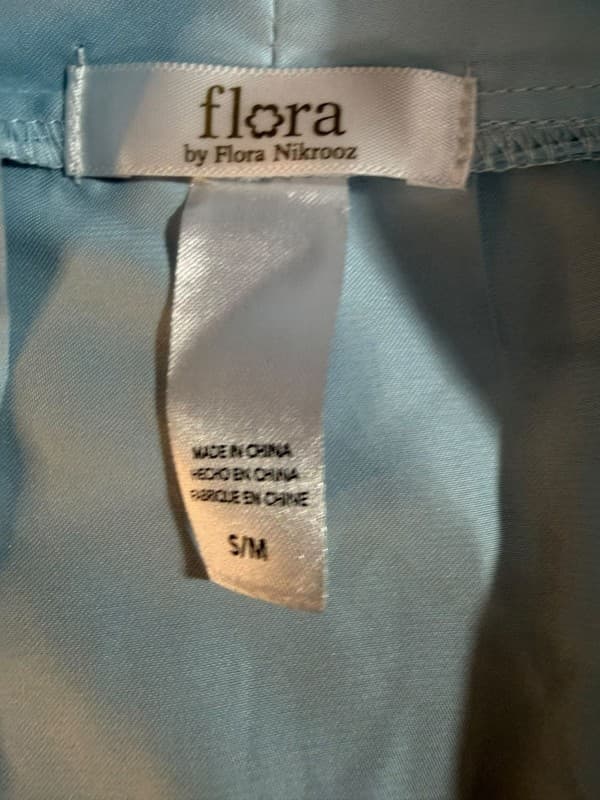 flora
by Flora Nikrooz
MADE IN CHINA
HECHO EN CHINA
FABRIQUE EN CHINE
S/M